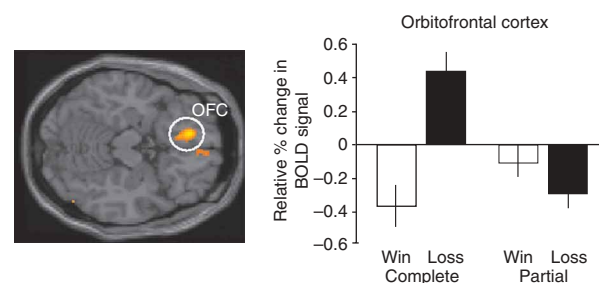 OFC
Orbitofrontal cortex
Relative % change in
BOLD signal
0.6
0.4
0.2
0
−0.2
−0.4
−0.6
Win Loss Win Loss
Complete Partial